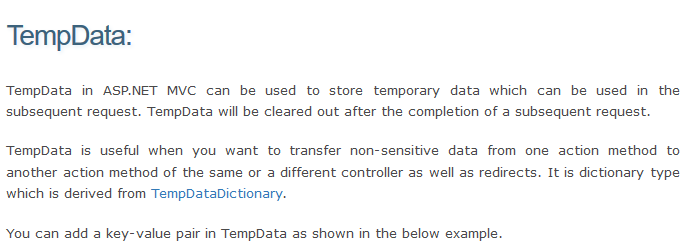 TempData:
TempData in ASP.NET MVC can be used to store temporary data which can be used in the
subsequent request. TempData will be cleared out after the completion of a subsequent request.
TempData is useful when you want to transfer non-sensitive data from one action method to
another action method of the same or a different controller as well as redirects. It is dictionary type
which is derived from TempDataDictionary.
You can add a key-value pair in TempData as shown in the below example.